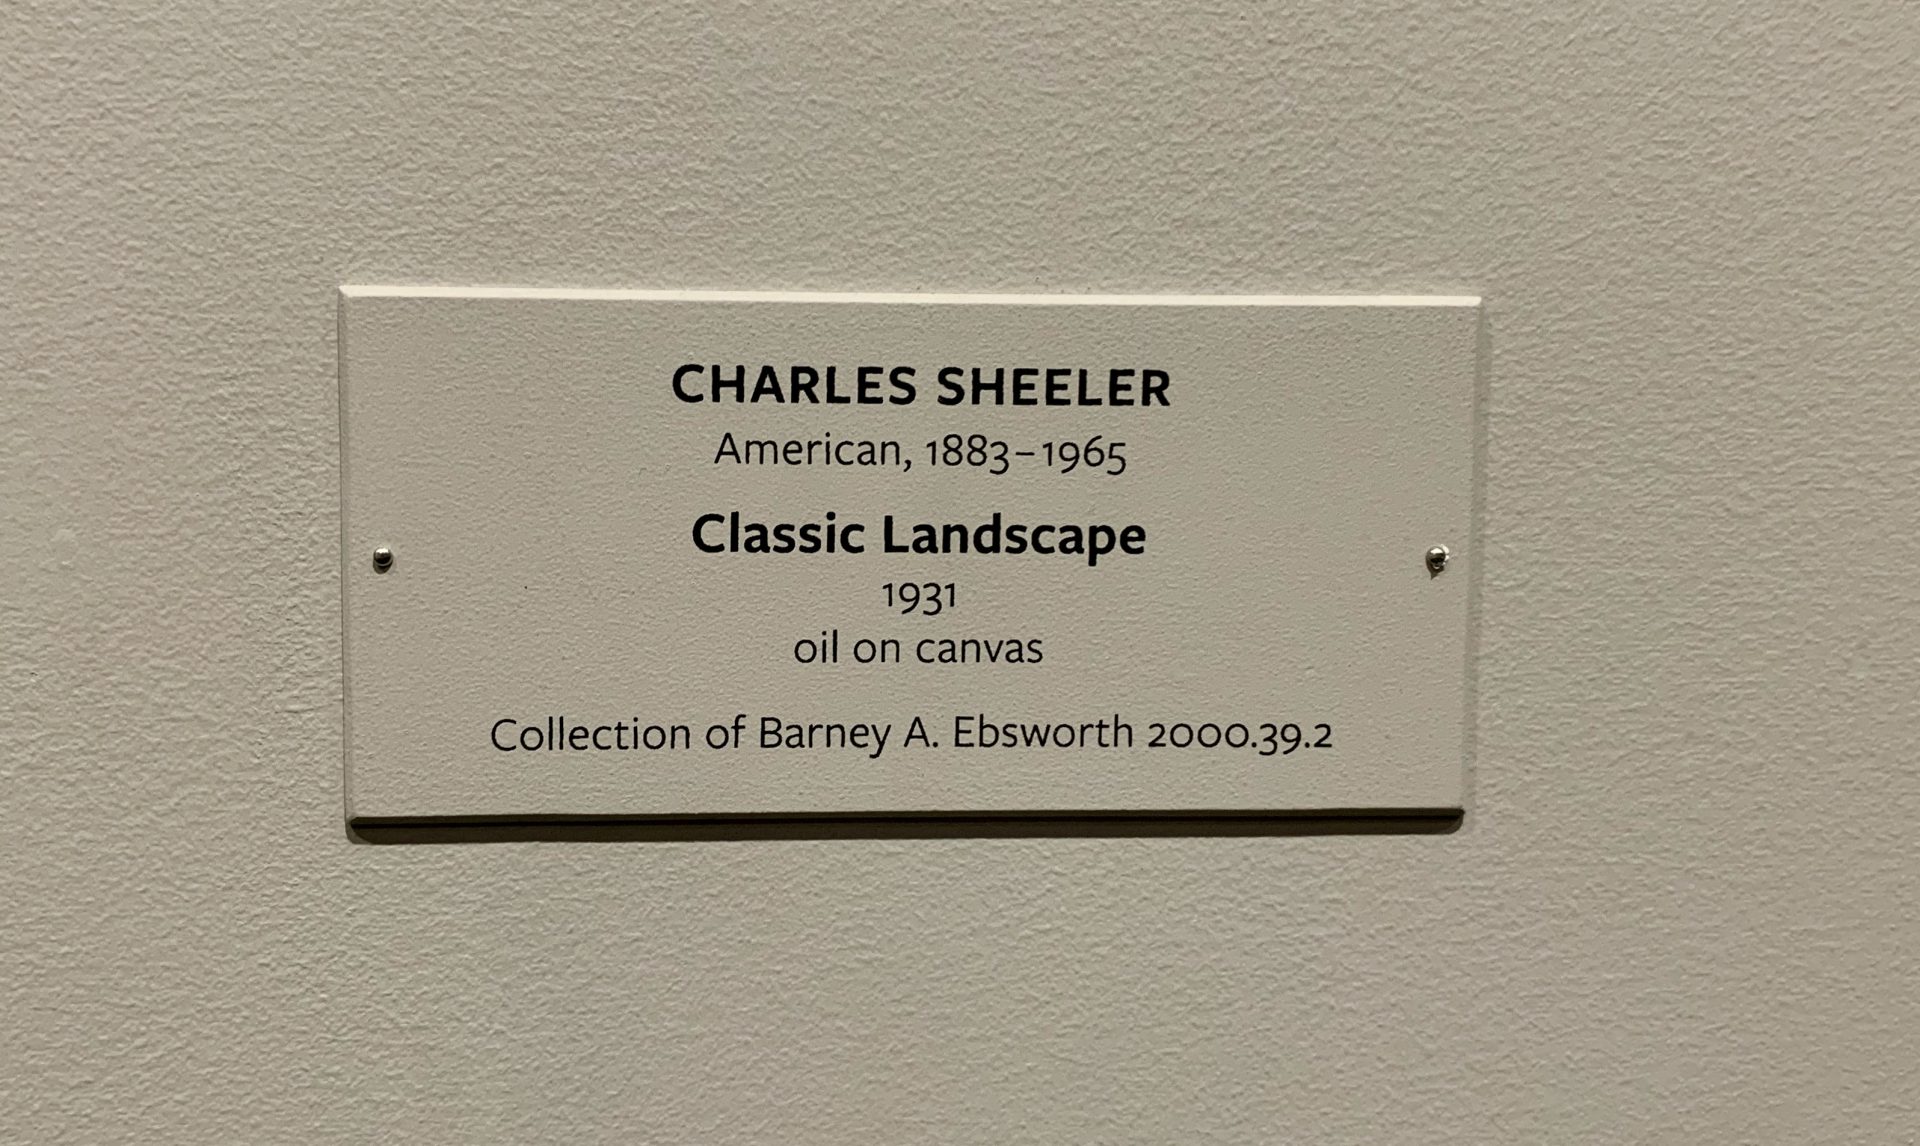 CHARLES SHEELER
American, 1883–1965
Classic Landscape
1931
oil on canvas
Collection of Barney A. Ebsworth 2000.39.2